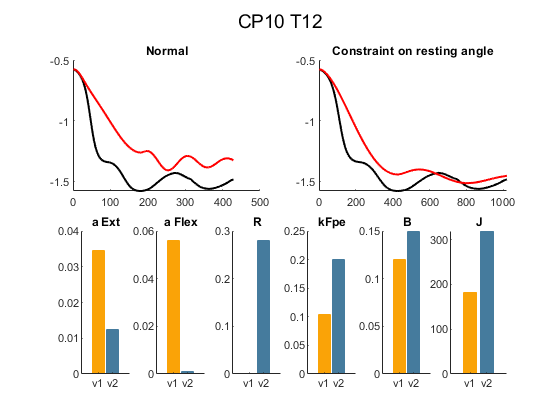 CP10 T12
Normal
Constraint on resting angle
-0.5
-1
-1.5
0 100 200 300 400 500
-0.5
-1
-1.5
0 200 400 600 800 1000
a Ext
a Flex
R
kFpe
B
J
0.04
0.03
0.02
0.01
0
v1 v2
0.06
0.04
0.02
0
v1 v2
0.3
0.2
0.1
0
v1 v2
0.25
0.2
0.15
0.1
0.05
0
v1 v2
0.15
0.1
0.05
0
v1 v2
300
200
100
0
v1 v2